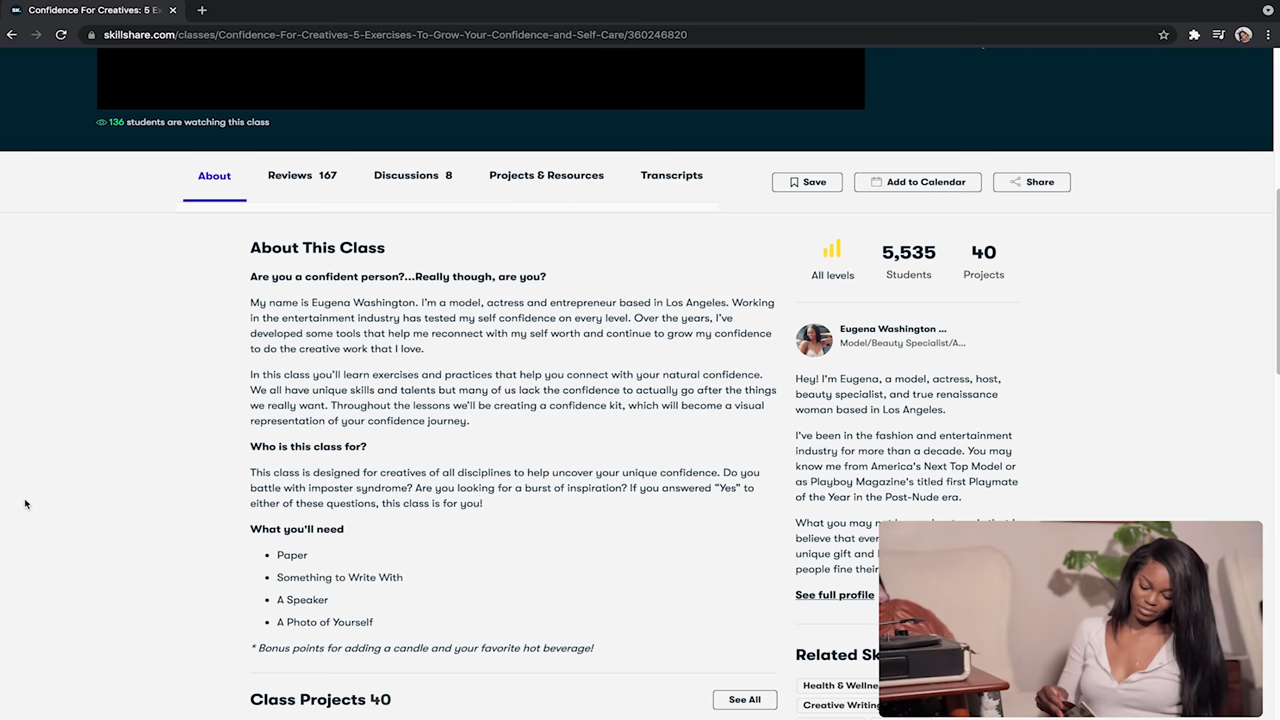 Confidence For Creatives: 5 Ex
skillshare.com/classes/Confidence-For-Creatives-5-Exercises-To-Grow-Your-Confidence-and-Self-Care/360246820
136 students are watching this class
About
Reviews 167
Discussions 8
Projects & Resources
Transcripts
Save
Add to Calendar
Share
About This Class
Are you a confident person?...Really though, are you?
My name is Eugena Washington. I'm a model, actress and entrepreneur based in Los Angeles. Working
in the entertainment industry has tested my self confidence on every level. Over the years, I've
developed some tools that help me reconnect with my self worth and continue to grow my confidence
to do the creative work that I love.
In this class you'll learn exercises and practices that help you connect with your natural confidence.
We all have unique skills and talents but many of us lack the confidence to actually go after the things
we really want. Throughout the lessons we'll be creating a confidence kit, which will become a visual
representation of your confidence journey.
Who is this class for?
This class is designed for creatives of all disciplines to help uncover your unique confidence. Do you
battle with imposter syndrome? Are you looking for a burst of inspiration? If you answered “Yes” to
either of these questions, this class is for you!
What you'll need
• Paper
• Something to Write With
• A Speaker
• A Photo of Yourself
* Bonus points for adding a candle and your favorite hot beverage!
Class Projects 40
See All
All levels
5,535
Students
40
Projects
Eugena Washington ...
Model/Beauty Specialist/A...
Hey! I'm Eugena, a model, actress, host,
beauty specialist, and true renaissance
woman based in Los Angeles.
I've been in the fashion and entertainment
industry for more than a decade. You may
know me from America's Next Top Model or
as Playboy Magazine's titled first Playmate
of the Year in the Post-Nude era.
What you may
believe that
unique gift and
people fine their
See full profile
Related
Health &
Creative